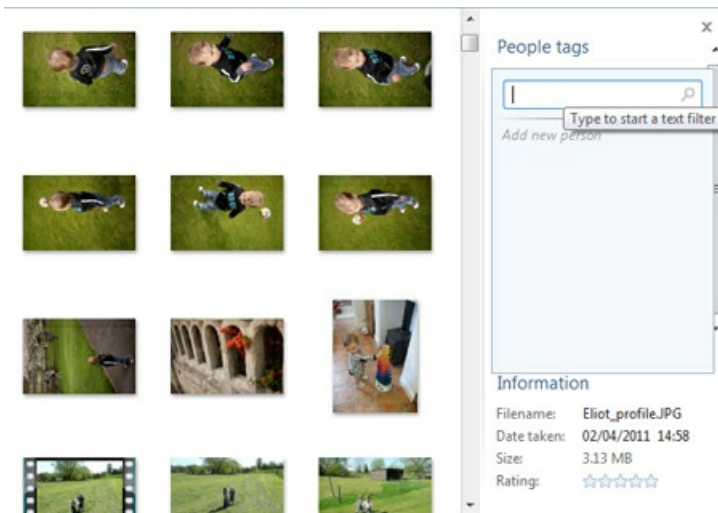 People tags
Type to start a text filter
Add new person
Information
Filename: Eliot_profile.JPG
Date taken: 02/04/2011 14:58
Size: 3.13 MB
Rating: